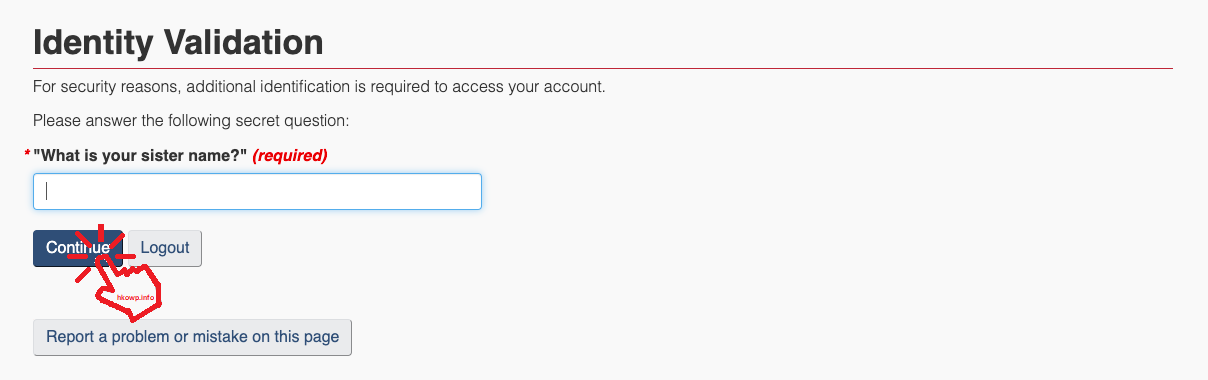 Identity Validation
For security reasons, additional identification is required to access your account.
Please answer the following secret question:
* "What is your sister name?" (required)
Continue Logout
hkowp.info
Report a problem or mistake on this page